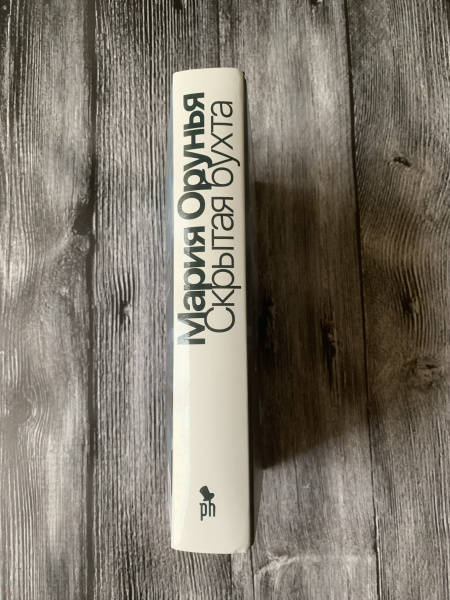 Мария Орунья
Скрытая бухта
ph